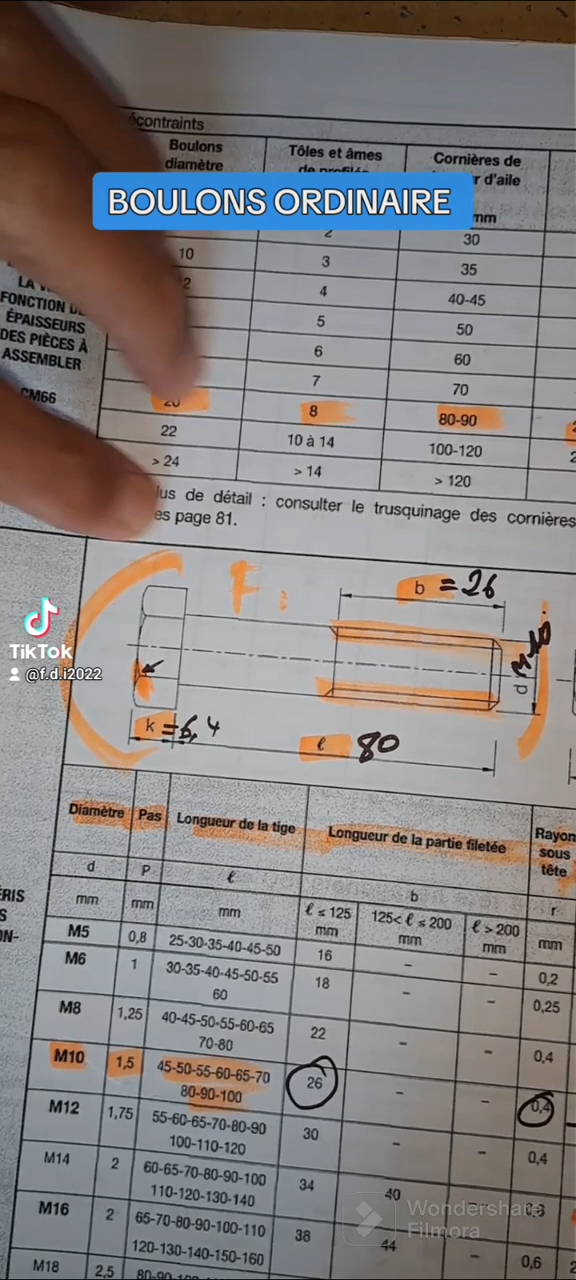 écontraints
Boulons
diamètre
Tôles et âmes
Cornières de
d'aile
BOULONS ORDINAIRE
mm
2
30
10
3
35
4
40-45
5
50
6
60
7
70
20
8
80-90
22
10 à 14
100-120
> 24
> 14
> 120
FONCTION
ÉPAISSEURS
DES PIÈCES À
ASSEMBLER
CM66
lus de détail : consulter le trusquinage des cornières
es page 81.
F :
b = 26
TikTok
@f.d.i2022
d M10
k = 6,4
ℓ 80
Diamètre
Pas
Longueur de la tige
Longueur de la partie filetée
Rayon
sous
tête
d
P
ℓ
b
r
mm
mm
mm
ℓ ≤ 125
mm
125< ℓ ≤ 200
mm
ℓ > 200
mm
mm
M5
0,8
25-30-35-40-45-50
16
–
–
0,2
M6
1
30-35-40-45-50-55
60
18
–
–
0,25
M8
1,25
40-45-50-55-60-65
70-80
22
–
–
0,4
M10
1,5
45-50-55-60-65-70
80-90-100
26
–
–
0,4
M12
1,75
55-60-65-70-80-90
100-110-120
30
–
–
0,4
M14
2
60-65-70-80-90-100
110-120-130-140
34
40
–
M16
2
65-70-80-90-100-110
120-130-140-150-160
38
44
–
0,6
M18
2,5
Wondershare
Filmora